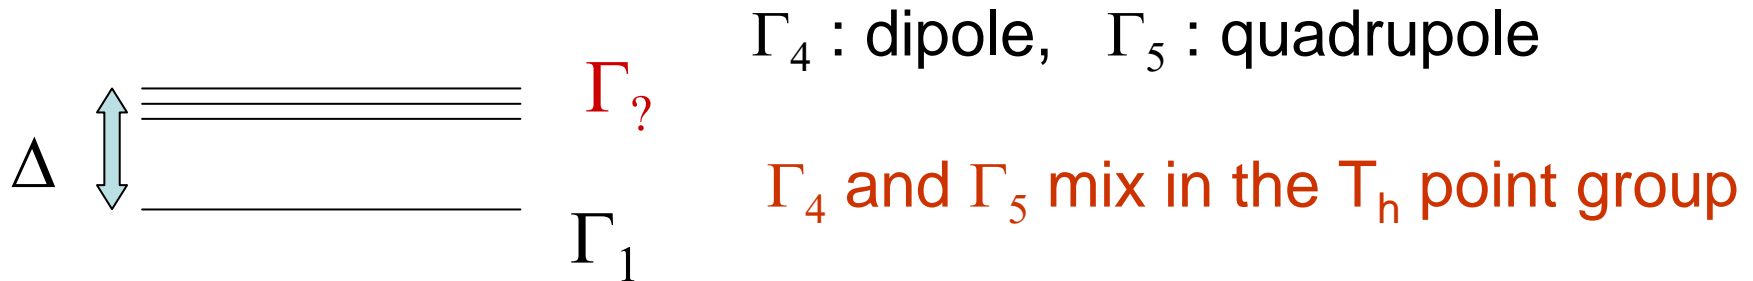 Γ4 : dipole, Γ5 : quadrupole
Γ?
Δ
Γ4 and Γ5 mix in the Th point group
Γ1